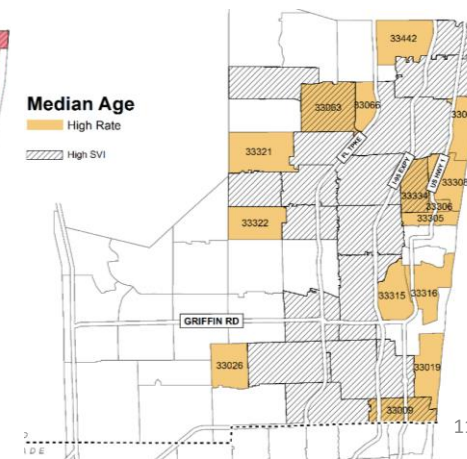 Median Age
High Rate
High SVI
33442
33063
33066
33321
FL TPKE
I-95 EXPY
US HWY 1
33334
33306
33305
33322
33315
33316
GRIFFIN RD
33026
33019
33009